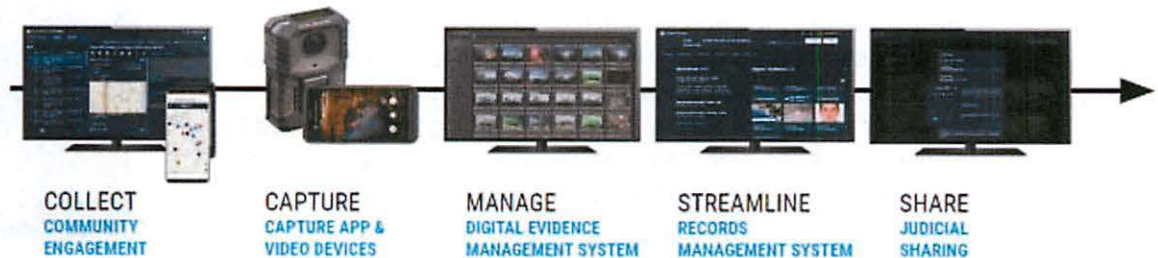 COLLECT
COMMUNITY
ENGAGEMENT
CAPTURE
CAPTURE APP &
VIDEO DEVICES
MANAGE
DIGITAL EVIDENCE
MANAGEMENT SYSTEM
STREAMLINE
RECORDS
MANAGEMENT SYSTEM
SHARE
JUDICIAL
SHARING